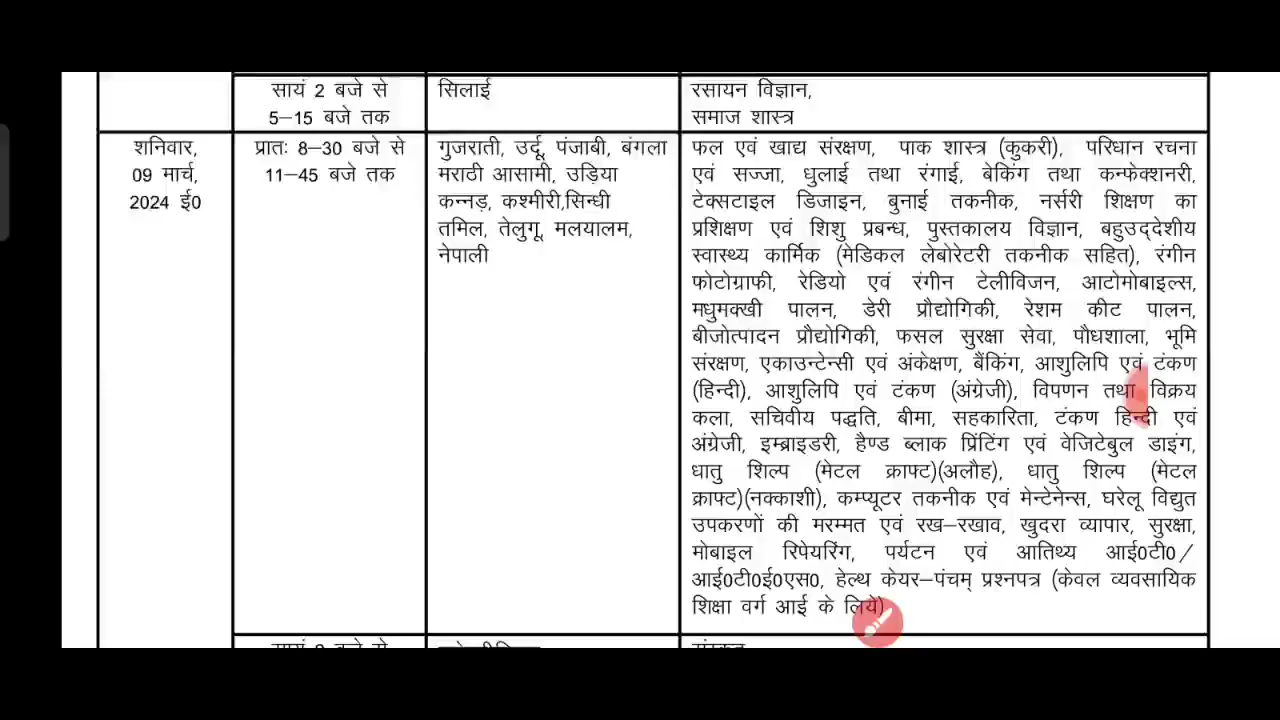 सायं 2 बजे से
5–15 बजे तक
सिलाई
रसायन विज्ञान,
समाज शास्त्र
शनिवार,
09 मार्च,
2024 ई0
प्रातः 8–30 बजे से
11–45 बजे तक
गुजराती, उर्दू, पंजाबी, बंगला
मराठी आसामी, उड़िया
कन्नड़, कश्मीरी,सिन्धी
तमिल, तेलुगू, मलयालम,
नेपाली
फल एवं खाद्य संरक्षण, पाक शास्त्र (कुकरी), परिधान रचना
एवं सज्जा, धुलाई तथा रंगाई, बेकिंग तथा कन्फेक्शनरी,
टेक्सटाइल डिजाइन, बुनाई तकनीक, नर्सरी शिक्षण का
प्रशिक्षण एवं शिशु प्रबन्ध, पुस्तकालय विज्ञान, बहुउद्देशीय
स्वास्थ्य कार्मिक (मेडिकल लेबोरेटरी तकनीक सहित), रंगीन
फोटोग्राफी, रेडियो एवं रंगीन टेलीविजन, आटोमोबाइल्स,
मधुमक्खी पालन, डेरी प्रौद्योगिकी, रेशम कीट पालन,
बीजोत्पादन प्रौद्योगिकी, फसल सुरक्षा सेवा, पौधशाला, भूमि
संरक्षण, एकाउन्टेन्सी एवं अंकेक्षण, बैंकिंग, आशुलिपि एवं टंकण
(हिन्दी), आशुलिपि एवं टंकण (अंग्रेजी), विपणन तथा विक्रय
कला, सचिवीय पद्धति, बीमा, सहकारिता, टंकण हिन्दी एवं
अंग्रेजी, इम्ब्राइडरी, हैण्ड ब्लाक प्रिंटिंग एवं वेजिटेबुल डाइंग,
धातु शिल्प (मेटल क्राफ्ट)(अलौह), धातु शिल्प (मेटल
क्राफ्ट)(नक्काशी), कम्प्यूटर तकनीक एवं मेन्टेनेन्स, घरेलू विद्युत
उपकरणों की मरम्मत एवं रख–रखाव, खुदरा व्यापार, सुरक्षा,
मोबाइल रिपेयरिंग, पर्यटन एवं आतिथ्य आई0टी0/
आई0टी0ई0एस0, हेल्थ केयर–पंचम् प्रश्नपत्र (केवल व्यवसायिक
शिक्षा वर्ग आई के लिये)